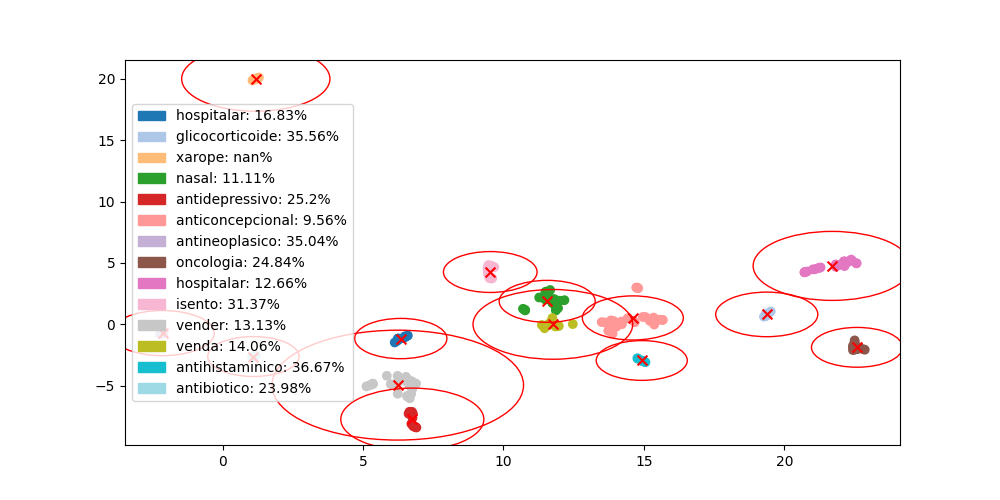 20
15
10
5
0
−5
hospitalar: 16.83%
glicocorticoide: 35.56%
xarope: nan%
nasal: 11.11%
antidepressivo: 25.2%
anticoncepcional: 9.56%
antineoplasico: 35.04%
oncologia: 24.84%
hospitalar: 12.66%
isento: 31.37%
vender: 13.13%
venda: 14.06%
antihistaminico: 36.67%
antibiotico: 23.98%
0 5 10 15 20